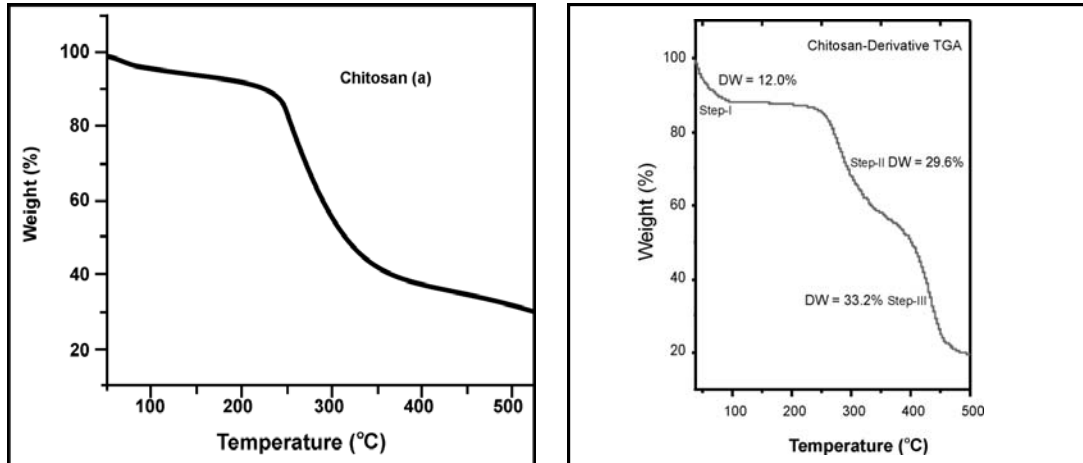 Chitosan (a)
Weight (%)
100
80
60
40
20
100 200 300 400 500
Temperature (°C)
Chitosan-Derivative TGA
DW = 12.0%
Step-I
Step-II DW = 29.6%
DW = 33.2% Step-III
Weight (%)
100
80
60
40
20
100 200 300 400 500
Temperature (°C)